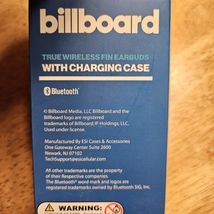 billboard
TRUE WIRELESS FIN EARBUDS
WITH CHARGING CASE
Bluetooth®
© Billboard Media, LLC Billboard and the
Billboard logo are registered
trademarks of Billboard IP Holdings, LLC.
Used under license.
Manufactured By ESI Cases & Accessories
One Gateway Center Suite 2600
Newark, NJ 07102
TechSupport@esicellular.com
All other trademarks are the property
of their Respective companies.
The Bluetooth® word mark and logos are
registered trademarks owned by Bluetooth SIG, Inc.
WARNING: